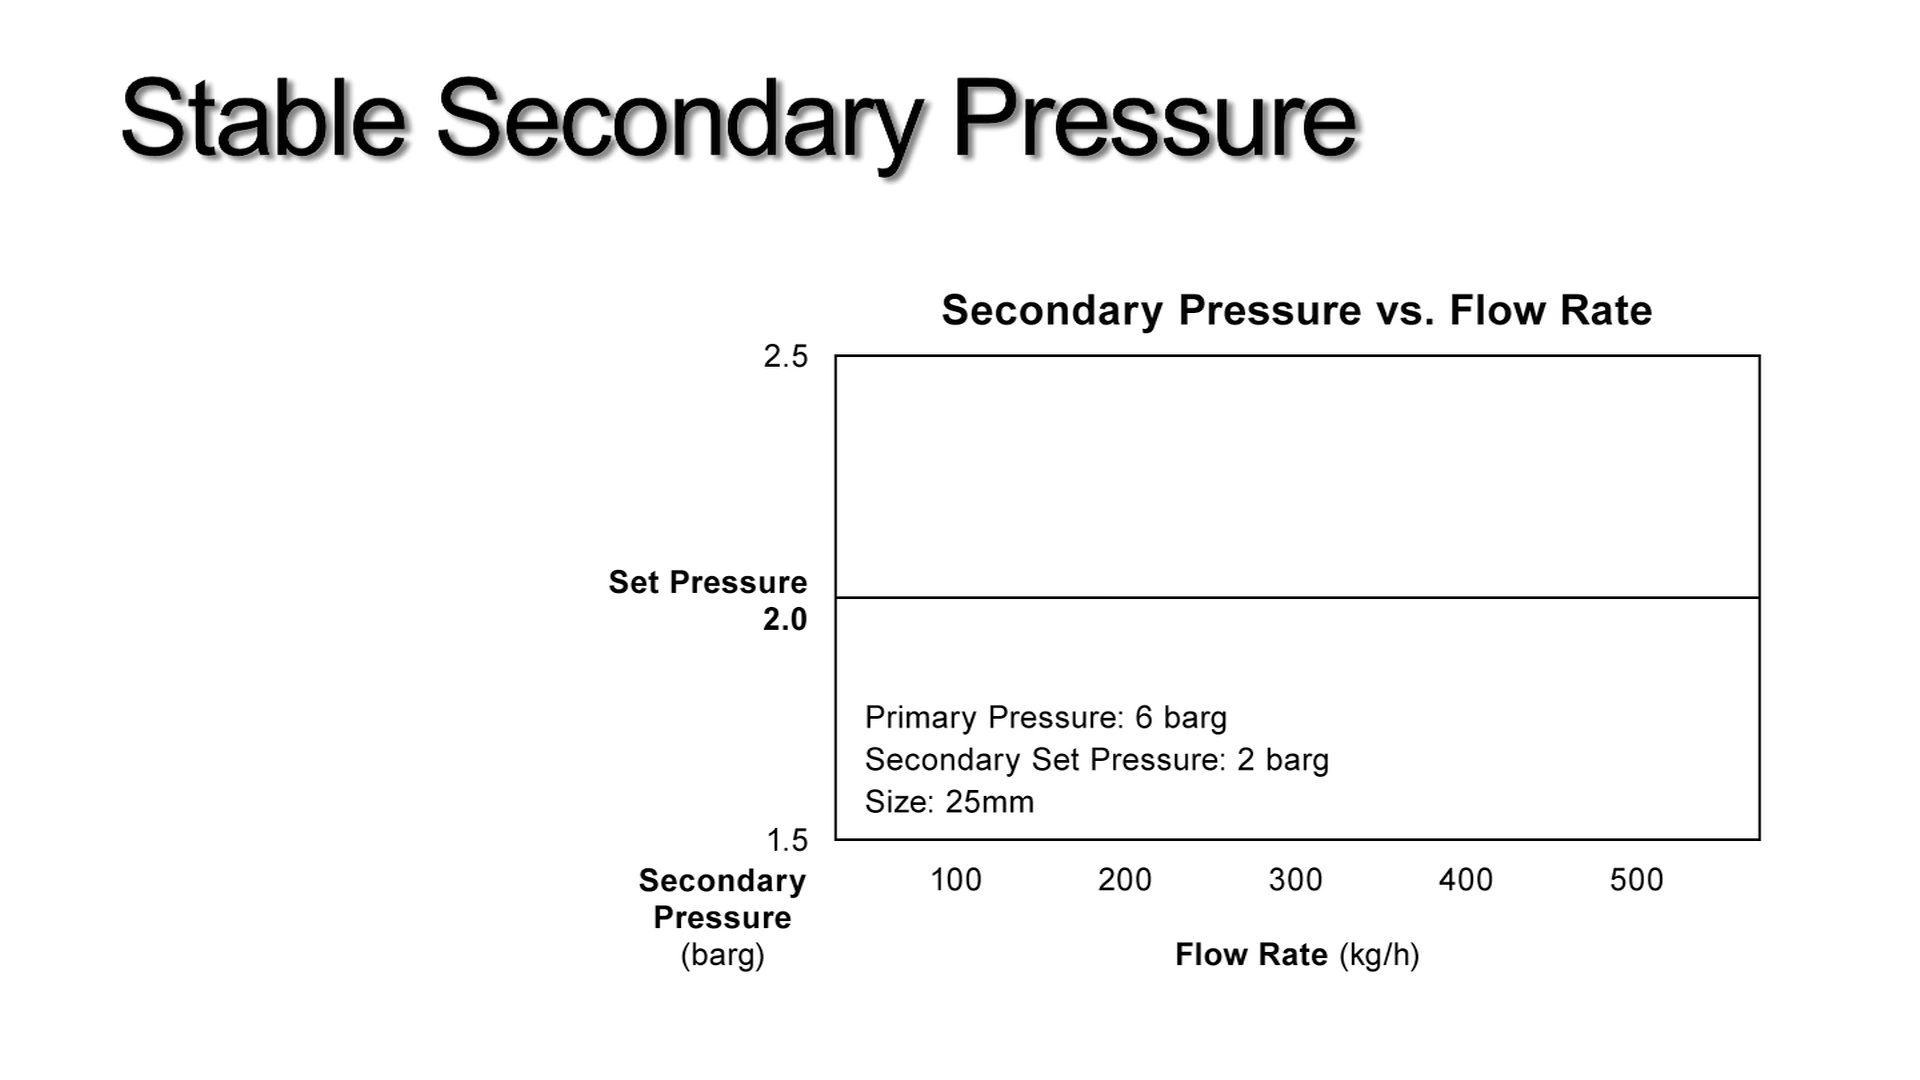 Stable Secondary Pressure
Secondary Pressure vs. Flow Rate
2.5
Set Pressure
2.0
Primary Pressure: 6 barg
Secondary Set Pressure: 2 barg
Size: 25mm
1.5
Secondary
Pressure
(barg)
100 200 300 400 500
Flow Rate (kg/h)